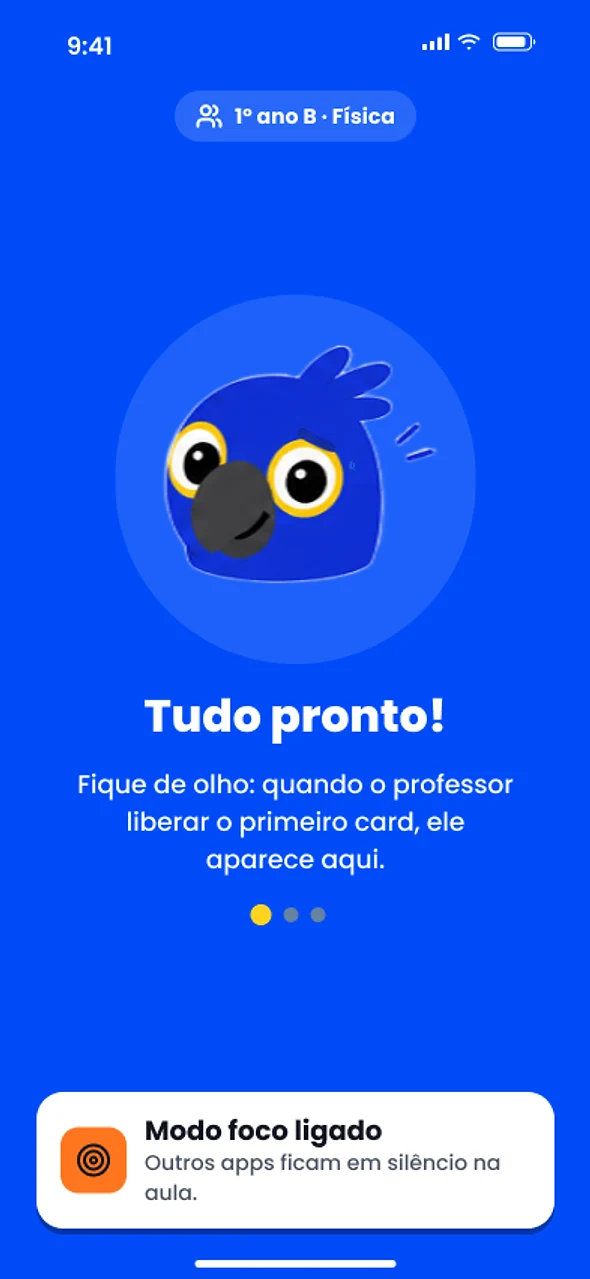 9:41
1º ano B · Física
Tudo pronto!
Fique de olho: quando o professor
liberar o primeiro card, ele
aparece aqui.
Modo foco ligado
Outros apps ficam em silêncio na
aula.